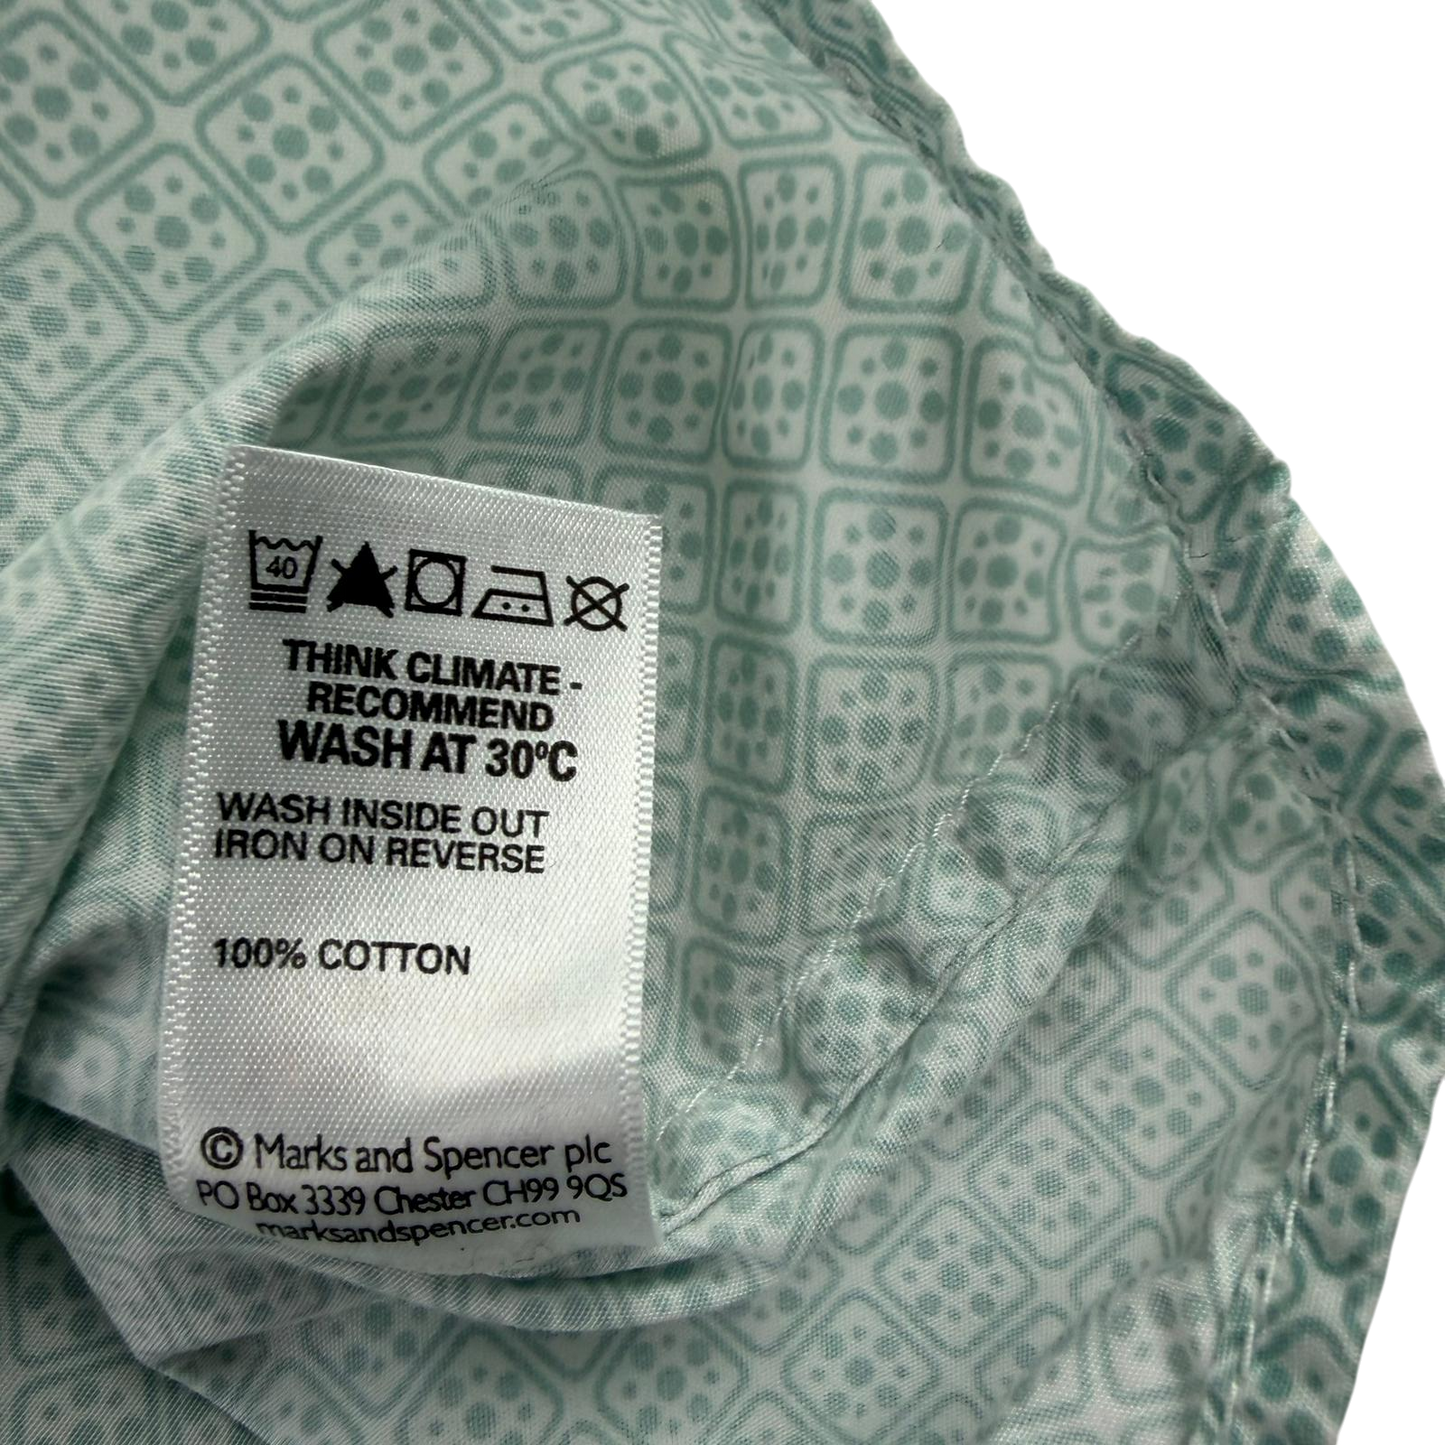 40
THINK CLIMATE -
RECOMMEND
WASH AT 30ºC
WASH INSIDE OUT
IRON ON REVERSE
100% COTTON
© Marks and Spencer plc
PO Box 3339 Chester CH99 9QS
marksandspencer.com